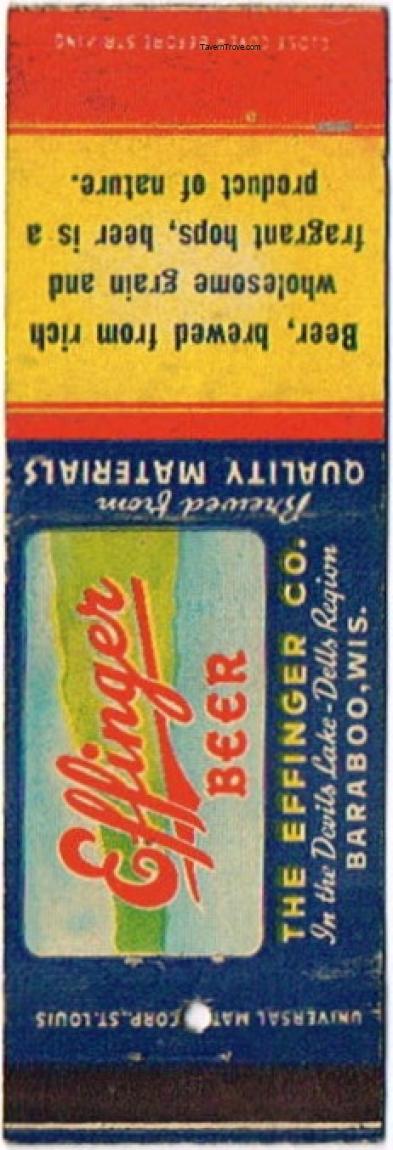 TavernTrove.com
CLOSE COVER BEFORE STRIKING
Beer, brewed from rich
wholesome grain and
fragrant hops, beer is a
product of nature.
Brewed from
QUALITY MATERIALS
Effinger
BEER
THE EFFINGER CO.
In the Devils Lake-Dells Region
BARABOO, WIS.
UNIVERSAL MATCH CORP., ST. LOUIS